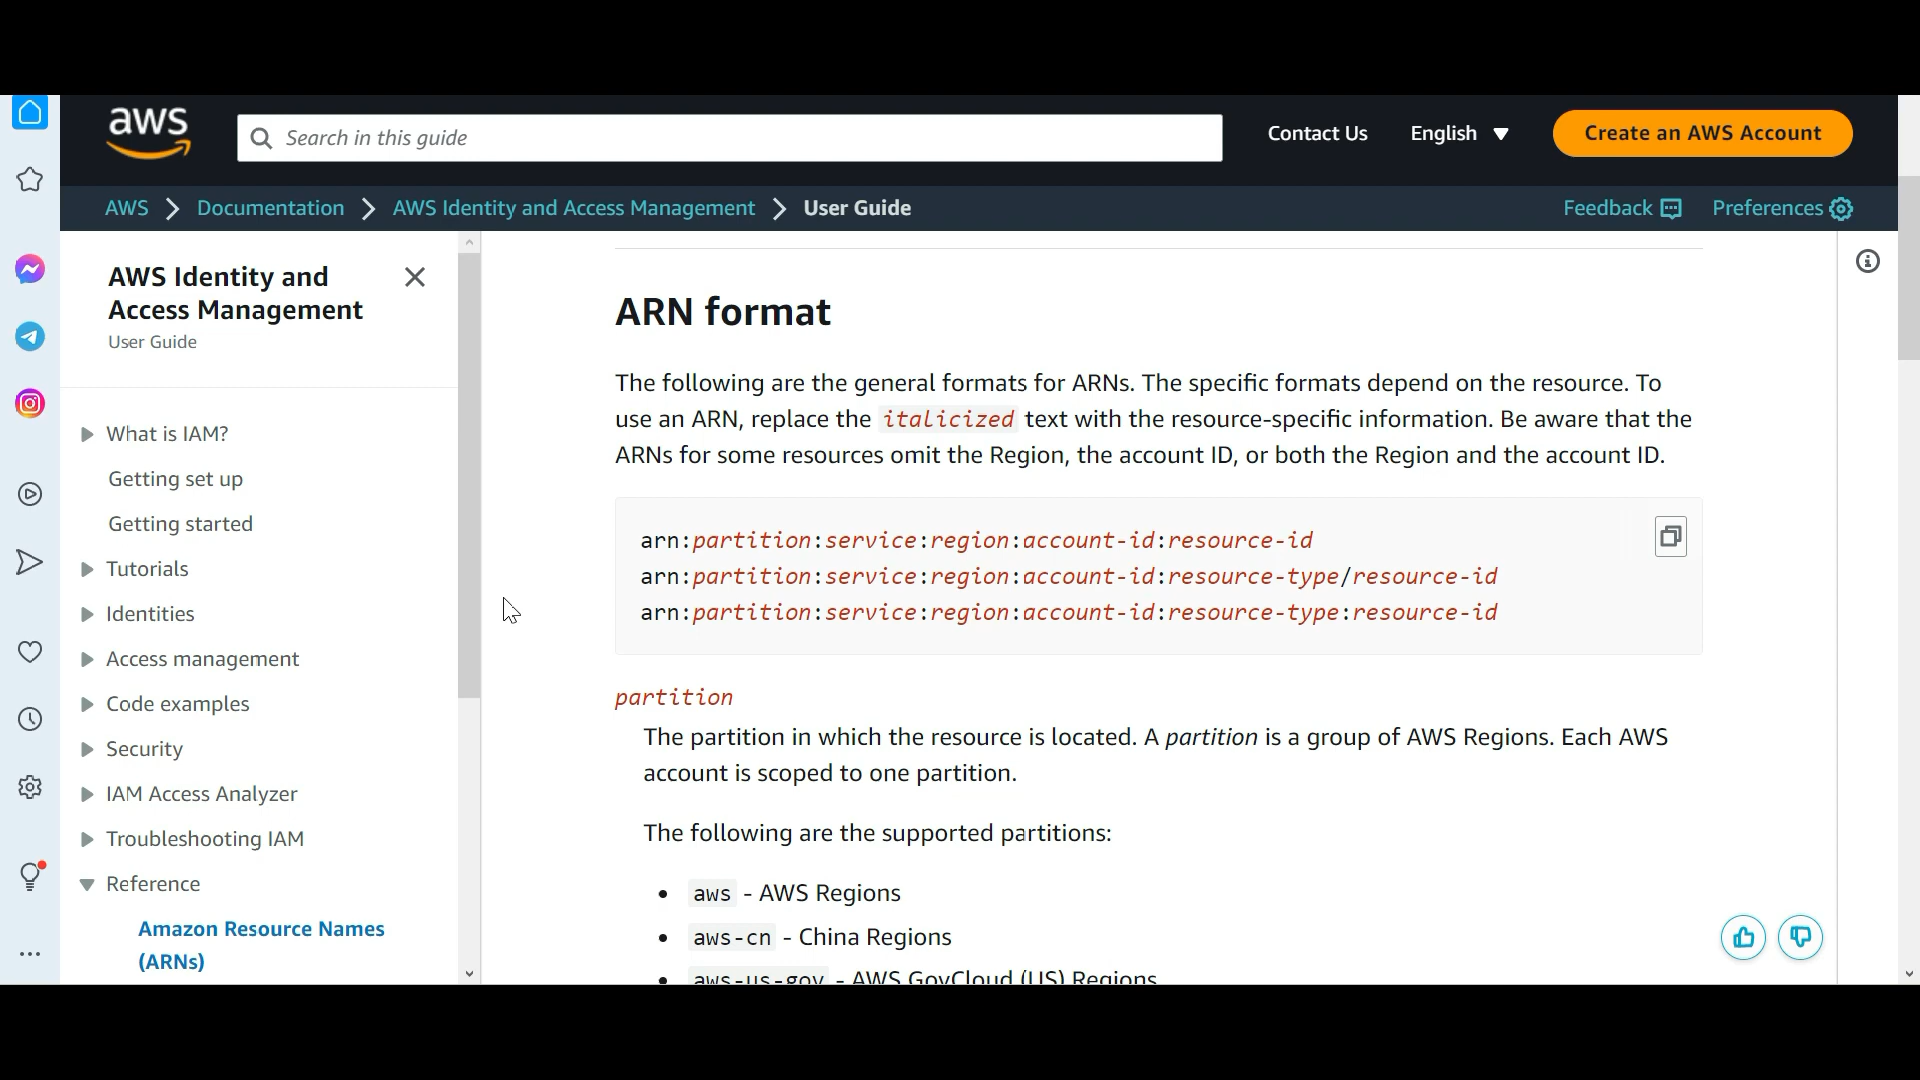 aws
Search in this guide
Contact Us
English
Create an AWS Account
AWS
Documentation
AWS Identity and Access Management
User Guide
Feedback
Preferences
AWS Identity and
Access Management
User Guide
What is IAM?
Getting set up
Getting started
Tutorials
Identities
Access management
Code examples
Security
IAM Access Analyzer
Troubleshooting IAM
Reference
Amazon Resource Names
(ARNs)
ARN format
The following are the general formats for ARNs. The specific formats depend on the resource. To
use an ARN, replace the italicized text with the resource-specific information. Be aware that the
ARNs for some resources omit the Region, the account ID, or both the Region and the account ID.
arn:partition:service:region:account-id:resource-id
arn:partition:service:region:account-id:resource-type/resource-id
arn:partition:service:region:account-id:resource-type:resource-id
partition
The partition in which the resource is located. A partition is a group of AWS Regions. Each AWS
account is scoped to one partition.
The following are the supported partitions:
• aws - AWS Regions
• aws-cn - China Regions
• aws-us-gov - AWS GovCloud (US) Regions